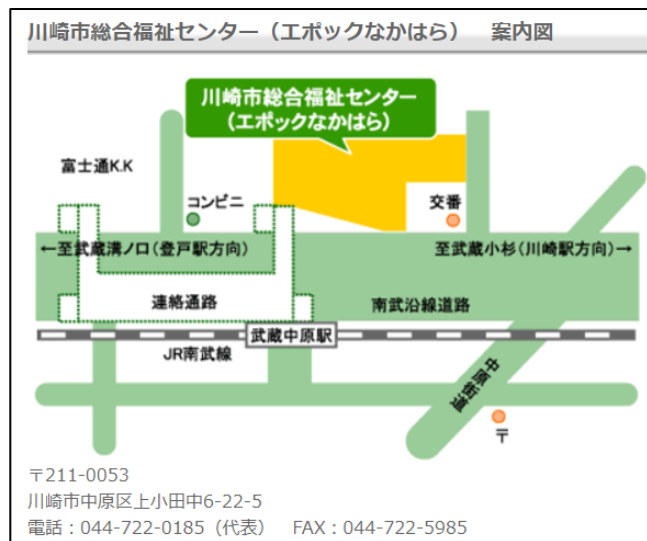 川崎市総合福祉センター（エポックなかはら）　案内図
川崎市総合福祉センター
（エポックなかはら）
富士通K.K
コンビニ
交番
←至武蔵溝ノ口（登戸駅方向）
至武蔵小杉（川崎駅方向）→
連絡通路
南武沿線道路
武蔵中原駅
JR南武線
中原街道
〒
〒211-0053
川崎市中原区上小田中6-22-5
電話：044-722-0185（代表）　FAX：044-722-5985